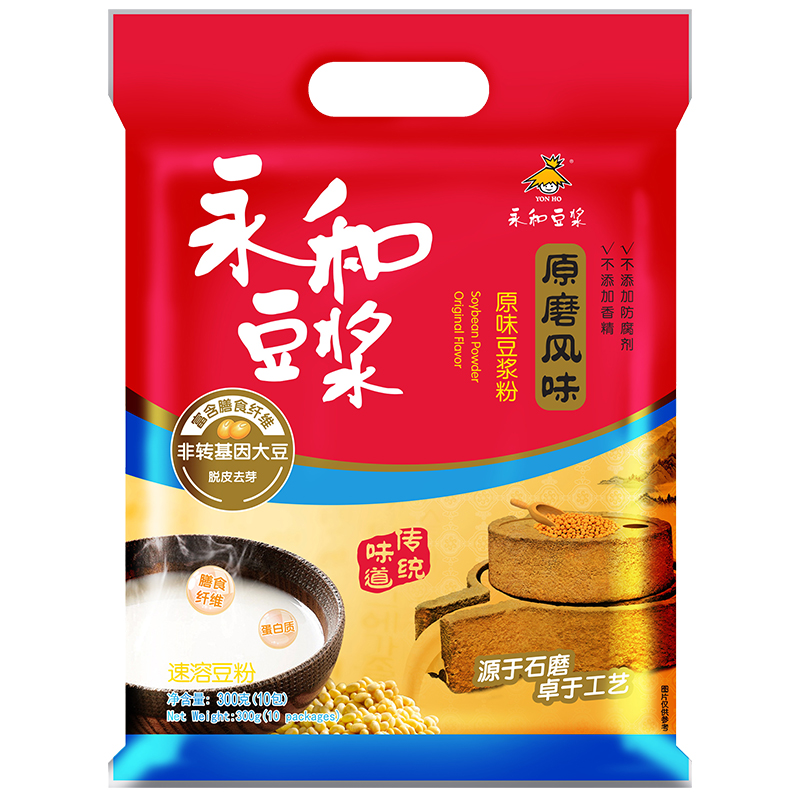 永和
豆浆
YON HO
®
永和豆浆
原磨风味
√不添加防腐剂
√不添加香精
原味豆浆粉
Soybean Powder
Original Flavor
富含膳食纤维
非转基因大豆
脱皮去芽
传统
味道
膳食
纤维
蛋白质
速溶豆粉
净含量：300克(10包)
Net Weight:300g(10 packages)
源于石磨
卓于工艺
图片仅供参考